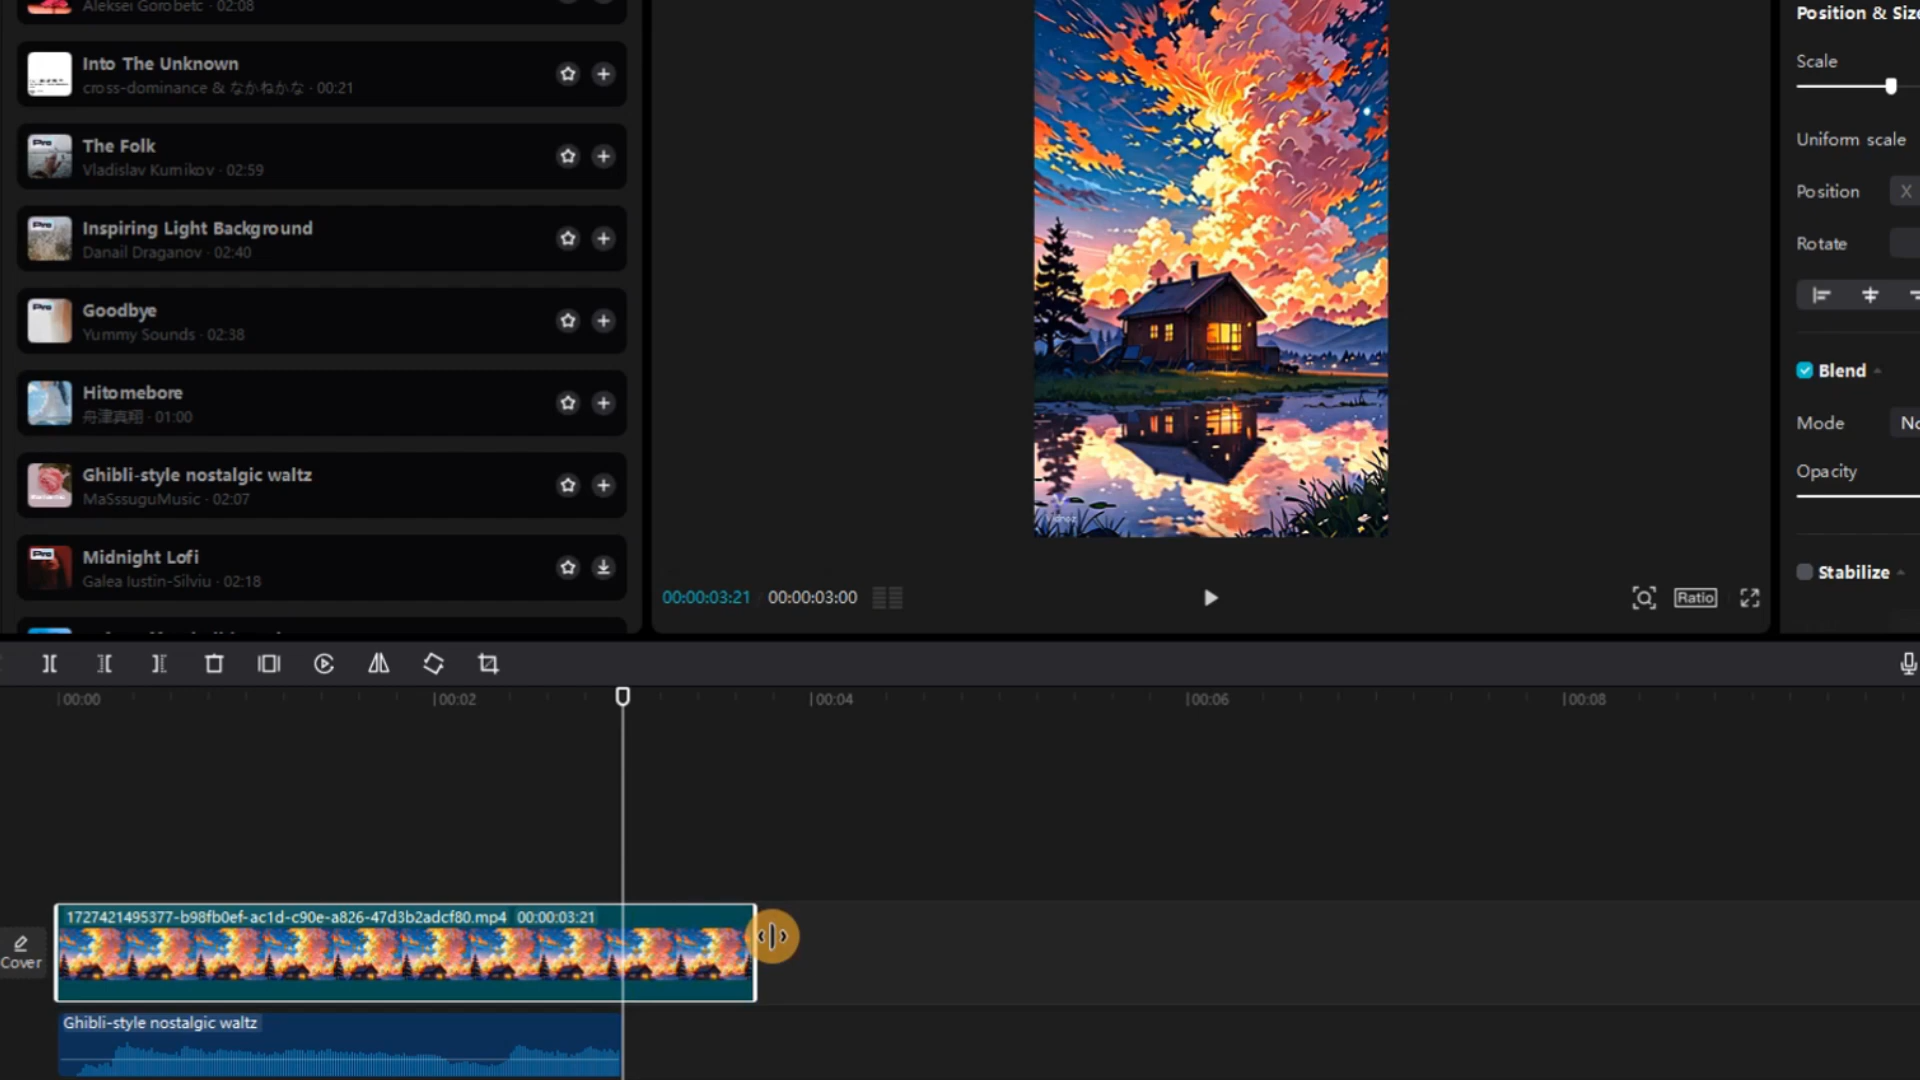 Aleksei Gorobetc · 02:08
Into The Unknown
cross-dominance & なかねかな · 00:21
Pro
The Folk
Vladislav Kurnikov · 02:59
Pro
Inspiring Light Background
Danail Draganov · 02:40
Pro
Goodbye
Yummy Sounds · 02:38
Hitomebore
舟津真翔 · 01:00
Ghibli-style nostalgic waltz
MaSssuguMusic · 02:07
Pro
Midnight Lofi
Galea Iustin-Silviu · 02:18
00:00:03:21
00:00:03:00
Ratio
Position & Size
Scale
Uniform scale
Position X
Rotate
Blend
Mode No
Opacity
Stabilize
00:00
00:02
00:04
00:06
00:08
1727421495377-b98fb0ef-ac1d-c90e-a826-47d3b2adcf80.mp4 00:00:03:21
Cover
Ghibli-style nostalgic waltz